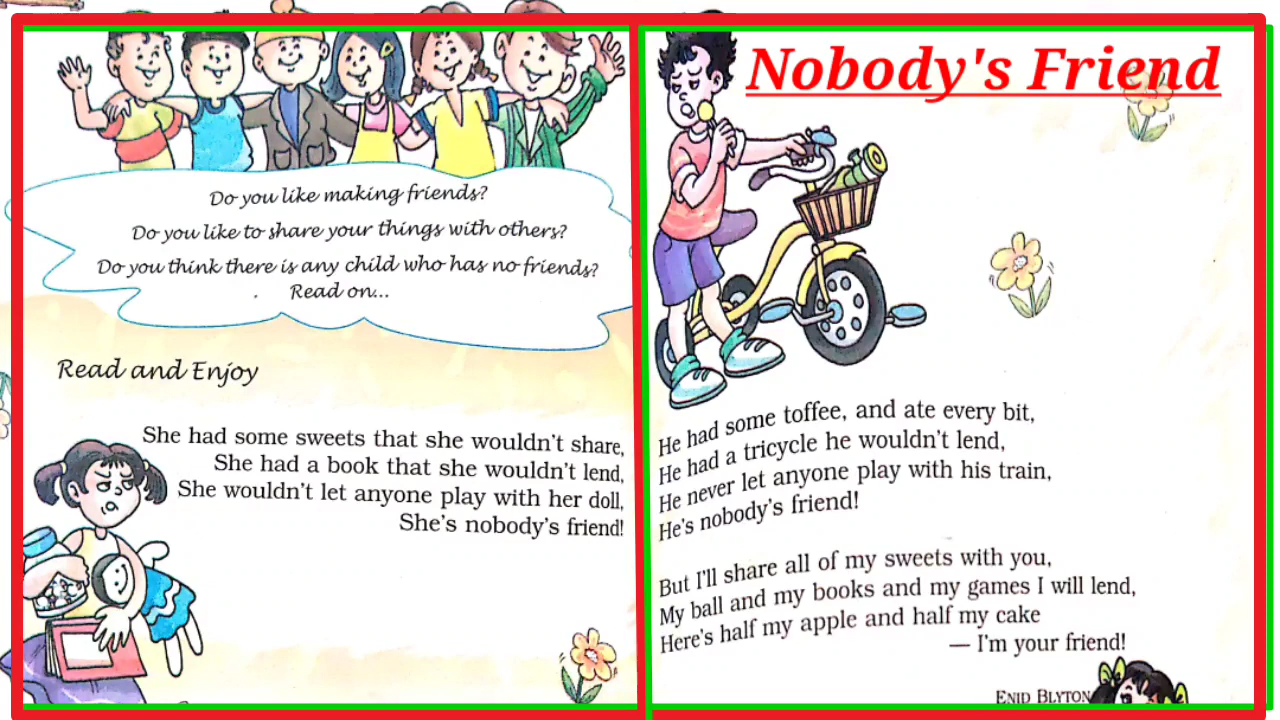 Do you like making friends?
Do you like to share your things with others?
Do you think there is any child who has no friends?
Read on...
Read and Enjoy
She had some sweets that she wouldn't share,
She had a book that she wouldn't lend,
She wouldn't let anyone play with her doll,
She's nobody's friend!
Nobody's Friend
He had some toffee, and ate every bit,
He had a tricycle he wouldn't lend,
He never let anyone play with his train,
He's nobody's friend!
But I'll share all of my sweets with you,
My ball and my books and my games I will lend,
Here's half my apple and half my cake
— I'm your friend!
ENID BLYTON